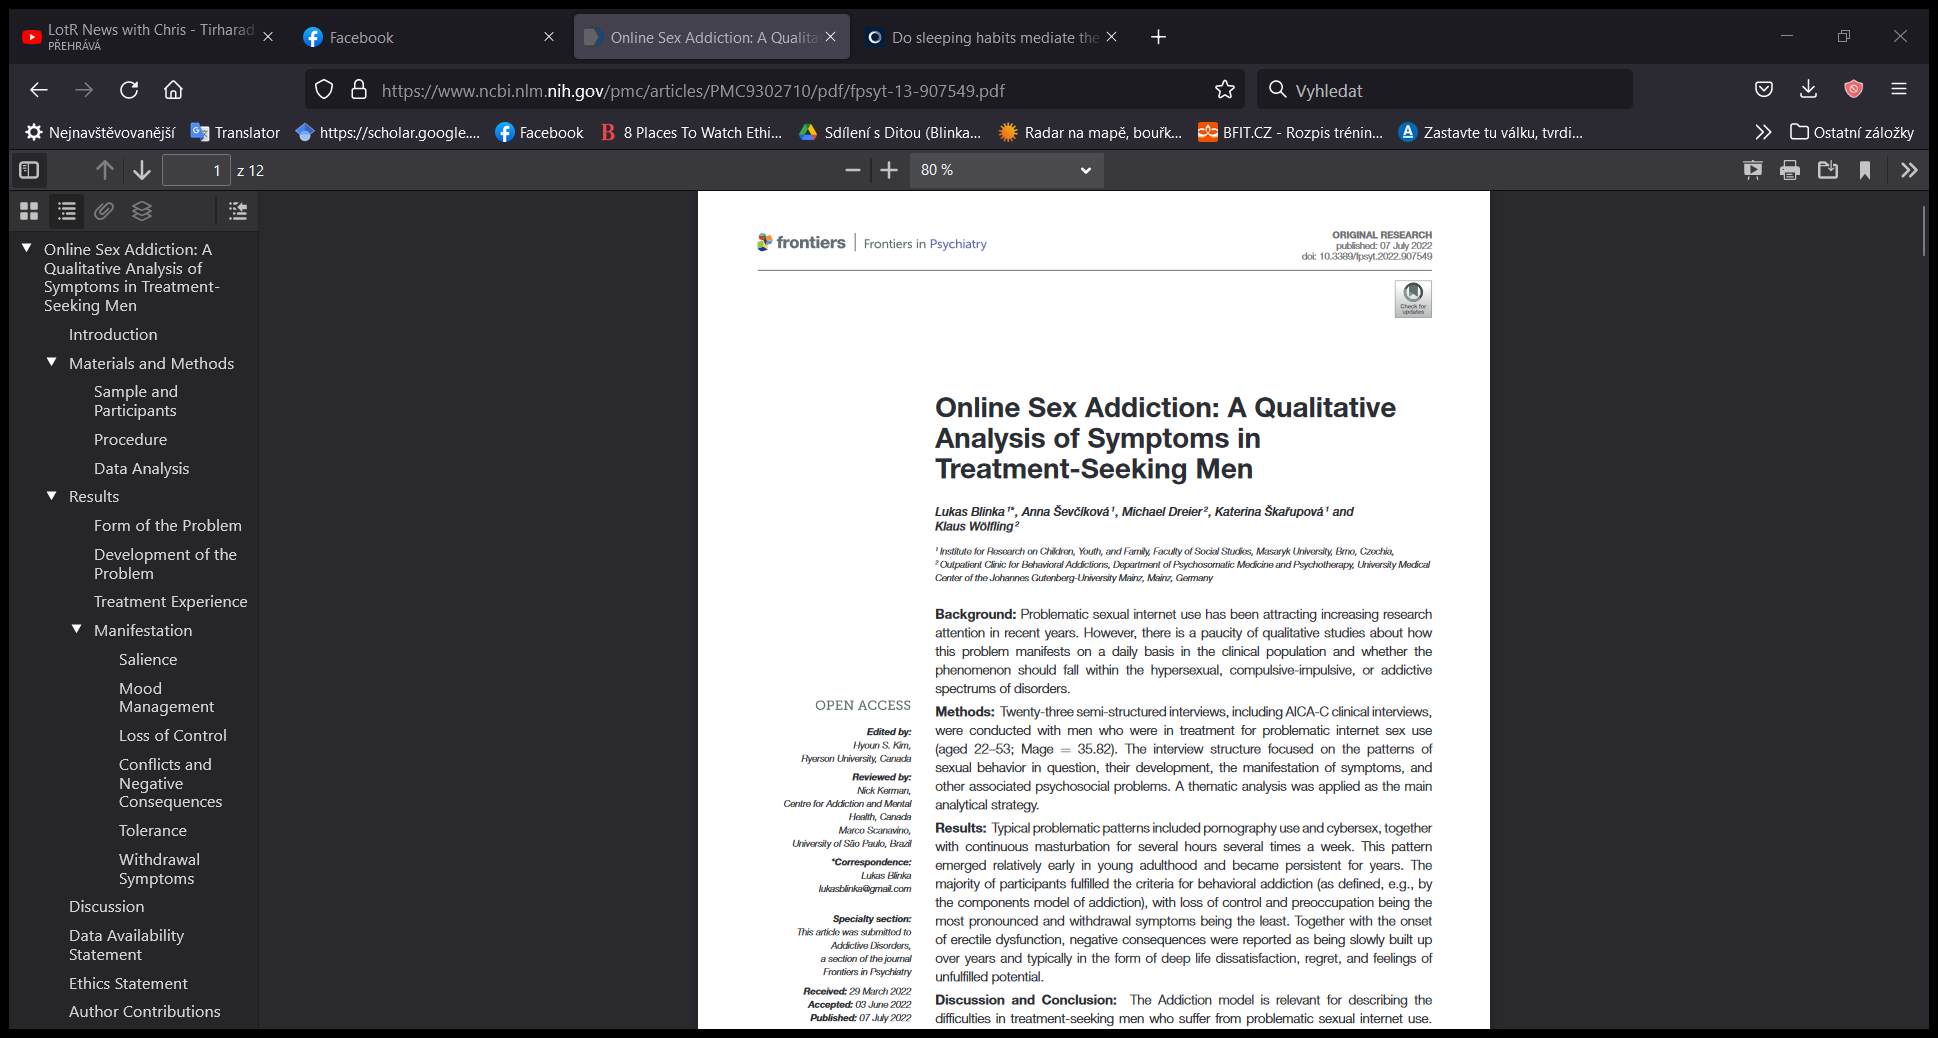 LotR News with Chris - Tirharad
PŘEHRÁVÁ
Facebook
Online Sex Addiction: A Qualita
Do sleeping habits mediate the
https://www.ncbi.nlm.nih.gov/pmc/articles/PMC9302710/pdf/fpsyt-13-907549.pdf
Vyhledat
Nejnavštěvovanější
Translator
https://scholar.google....
Facebook
8 Places To Watch Ethi...
Sdílení s Ditou (Blinka...
Radar na mapě, bouřk...
BFIT.CZ - Rozpis trénin...
Zastavte tu válku, tvrdi...
Ostatní záložky
1 z 12
80 %
Online Sex Addiction: A
Qualitative Analysis of
Symptoms in Treatment-
Seeking Men
Introduction
Materials and Methods
Sample and
Participants
Procedure
Data Analysis
Results
Form of the Problem
Development of the
Problem
Treatment Experience
Manifestation
Salience
Mood
Management
Loss of Control
Conflicts and
Negative
Consequences
Tolerance
Withdrawal
Symptoms
Discussion
Data Availability
Statement
Ethics Statement
Author Contributions
frontiers | Frontiers in Psychiatry
ORIGINAL RESEARCH
published: 07 July 2022
doi: 10.3389/fpsyt.2022.907549
Check for
updates
Online Sex Addiction: A Qualitative
Analysis of Symptoms in
Treatment-Seeking Men
Lukas Blinka 1*, Anna Ševčíková 1, Michael Dreier 2, Katerina Škařupová 1 and
Klaus Wölfling 2
1 Institute for Research on Children, Youth, and Family, Faculty of Social Studies, Masaryk University, Brno, Czechia,
2 Outpatient Clinic for Behavioral Addictions, Department of Psychosomatic Medicine and Psychotherapy, University Medical
Center of the Johannes Gutenberg-University Mainz, Mainz, Germany
Background: Problematic sexual internet use has been attracting increasing research
attention in recent years. However, there is a paucity of qualitative studies about how
this problem manifests on a daily basis in the clinical population and whether the
phenomenon should fall within the hypersexual, compulsive-impulsive, or addictive
spectrums of disorders.
Methods: Twenty-three semi-structured interviews, including AICA-C clinical interviews,
were conducted with men who were in treatment for problematic internet sex use
(aged 22–53; Mage = 35.82). The interview structure focused on the patterns of
sexual behavior in question, their development, the manifestation of symptoms, and
other associated psychosocial problems. A thematic analysis was applied as the main
analytical strategy.
Results: Typical problematic patterns included pornography use and cybersex, together
with continuous masturbation for several hours several times a week. This pattern
emerged relatively early in young adulthood and became persistent for years. The
majority of participants fulfilled the criteria for behavioral addiction (as defined, e.g., by
the components model of addiction), with loss of control and preoccupation being the
most pronounced and withdrawal symptoms being the least. Together with the onset
of erectile dysfunction, negative consequences were reported as being slowly built up
over years and typically in the form of deep life dissatisfaction, regret, and feelings of
unfulfilled potential.
Discussion and Conclusion: The Addiction model is relevant for describing the
difficulties in treatment-seeking men who suffer from problematic sexual internet use.
OPEN ACCESS
Edited by:
Hyoun S. Kim,
Ryerson University, Canada
Reviewed by:
Nick Kerman,
Centre for Addiction and Mental
Health, Canada
Marco Scanavino,
University of São Paulo, Brazil
*Correspondence:
Lukas Blinka
lukasblinka@gmail.com
Specialty section:
This article was submitted to
Addictive Disorders,
a section of the journal
Frontiers in Psychiatry
Received: 29 March 2022
Accepted: 03 June 2022
Published: 07 July 2022